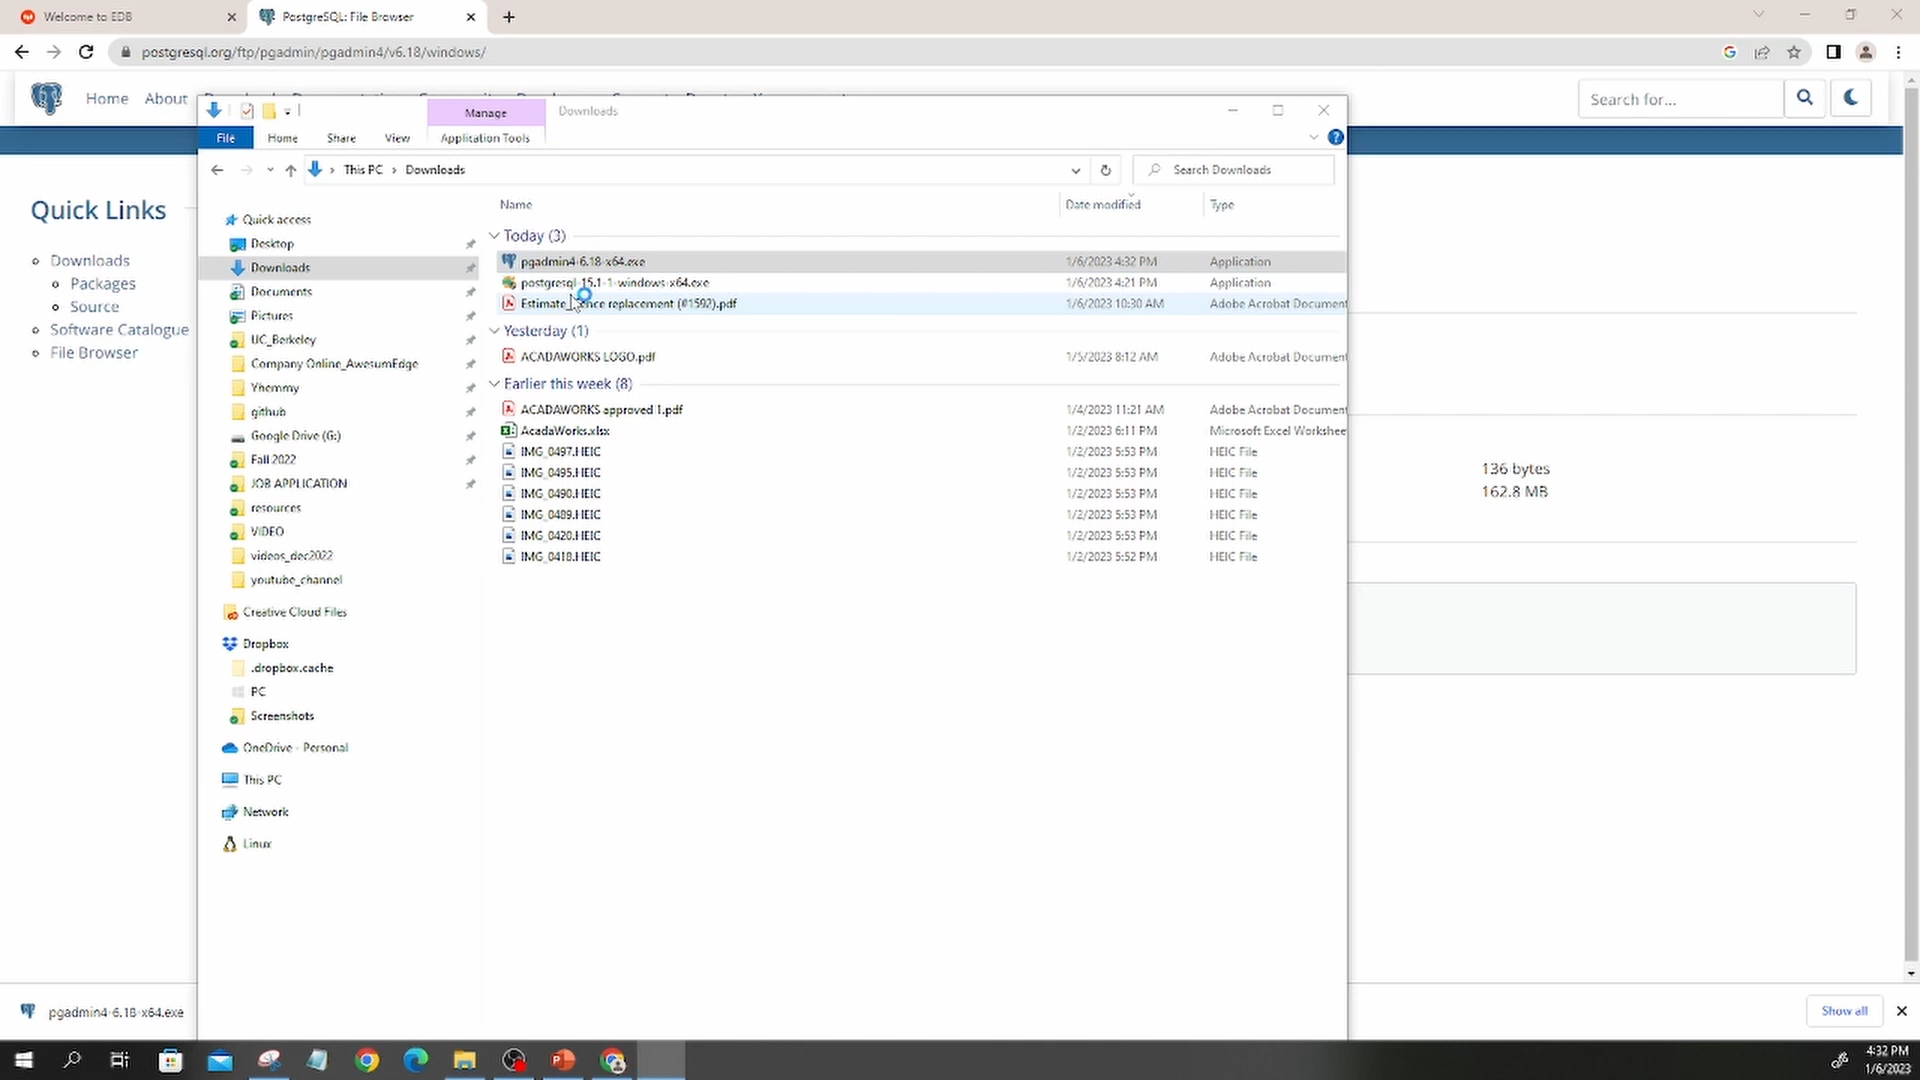 Welcome to EDB
PostgreSQL: File Browser
postgresql.org/ftp/pgadmin/pgadmin4/v6.18/windows/
Home
About
Search for...
Manage
Downloads
File
Home
Share
View
Application Tools
This PC > Downloads
Search Downloads
Name
Date modified
Type
Quick Links
Downloads
Packages
Source
Software Catalogue
File Browser
Quick access
Desktop
Downloads
Documents
Pictures
UC_Berkeley
Company Online_AwesumEdge
Yhemmy
github
Google Drive (G:)
Fall 2022
JOB APPLICATION
resources
VIDEO
videos_dec2022
youtube_channel
Creative Cloud Files
Dropbox
.dropbox.cache
PC
Screenshots
OneDrive - Personal
This PC
Network
Linux
Today (3)
pgadmin4-6.18-x64.exe 1/6/2023 4:32 PM Application
postgresql-15.1-1-windows-x64.exe 1/6/2023 4:21 PM Application
Estimate replacement (#1592).pdf 1/6/2023 10:30 AM Adobe Acrobat Document
Yesterday (1)
ACADAWORKS LOGO.pdf 1/5/2023 8:12 AM Adobe Acrobat Document
Earlier this week (8)
ACADAWORKS approved 1.pdf 1/4/2023 11:21 AM Adobe Acrobat Document
AcadaWorks.xlsx 1/2/2023 6:11 PM Microsoft Excel Workshee
IMG_0497.HEIC 1/2/2023 5:53 PM HEIC File
IMG_0495.HEIC 1/2/2023 5:53 PM HEIC File
IMG_0490.HEIC 1/2/2023 5:53 PM HEIC File
IMG_0489.HEIC 1/2/2023 5:53 PM HEIC File
IMG_0420.HEIC 1/2/2023 5:53 PM HEIC File
IMG_0418.HEIC 1/2/2023 5:52 PM HEIC File
136 bytes
162.8 MB
pgadmin4-6.18-x64.exe
Show all
4:32 PM
1/6/2023